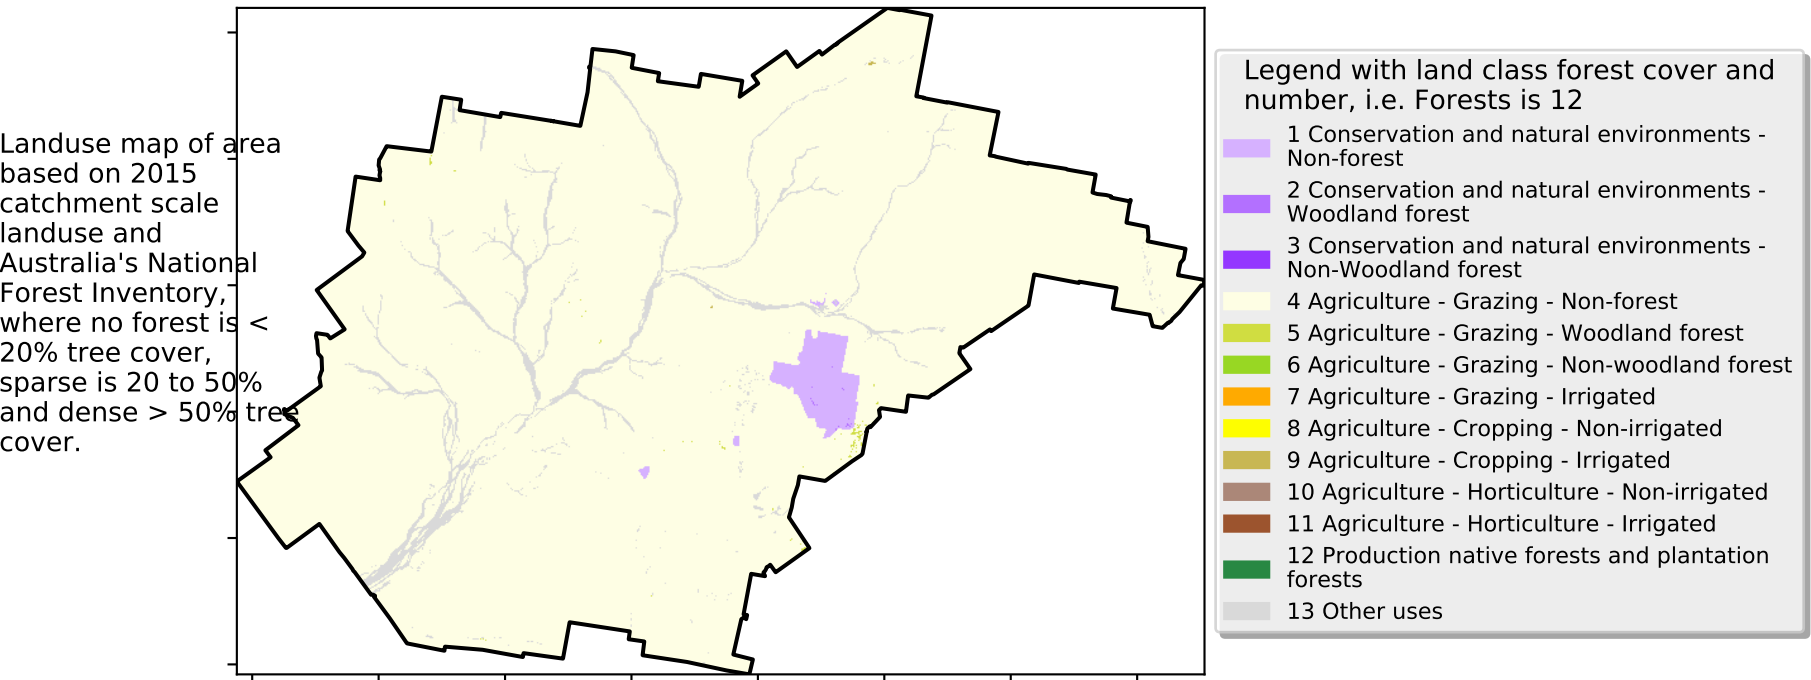 Landuse map of area
based on 2015
catchment scale
landuse and
Australia's National
Forest Inventory,
where no forest is <
20% tree cover,
sparse is 20 to 50%
and dense > 50% tree
cover.
Legend with land class forest cover and
number, i.e. Forests is 12
1 Conservation and natural environments -
Non-forest
2 Conservation and natural environments -
Woodland forest
3 Conservation and natural environments -
Non-Woodland forest
4 Agriculture - Grazing - Non-forest
5 Agriculture - Grazing - Woodland forest
6 Agriculture - Grazing - Non-woodland forest
7 Agriculture - Grazing - Irrigated
8 Agriculture - Cropping - Non-irrigated
9 Agriculture - Cropping - Irrigated
10 Agriculture - Horticulture - Non-irrigated
11 Agriculture - Horticulture - Irrigated
12 Production native forests and plantation
forests
13 Other uses